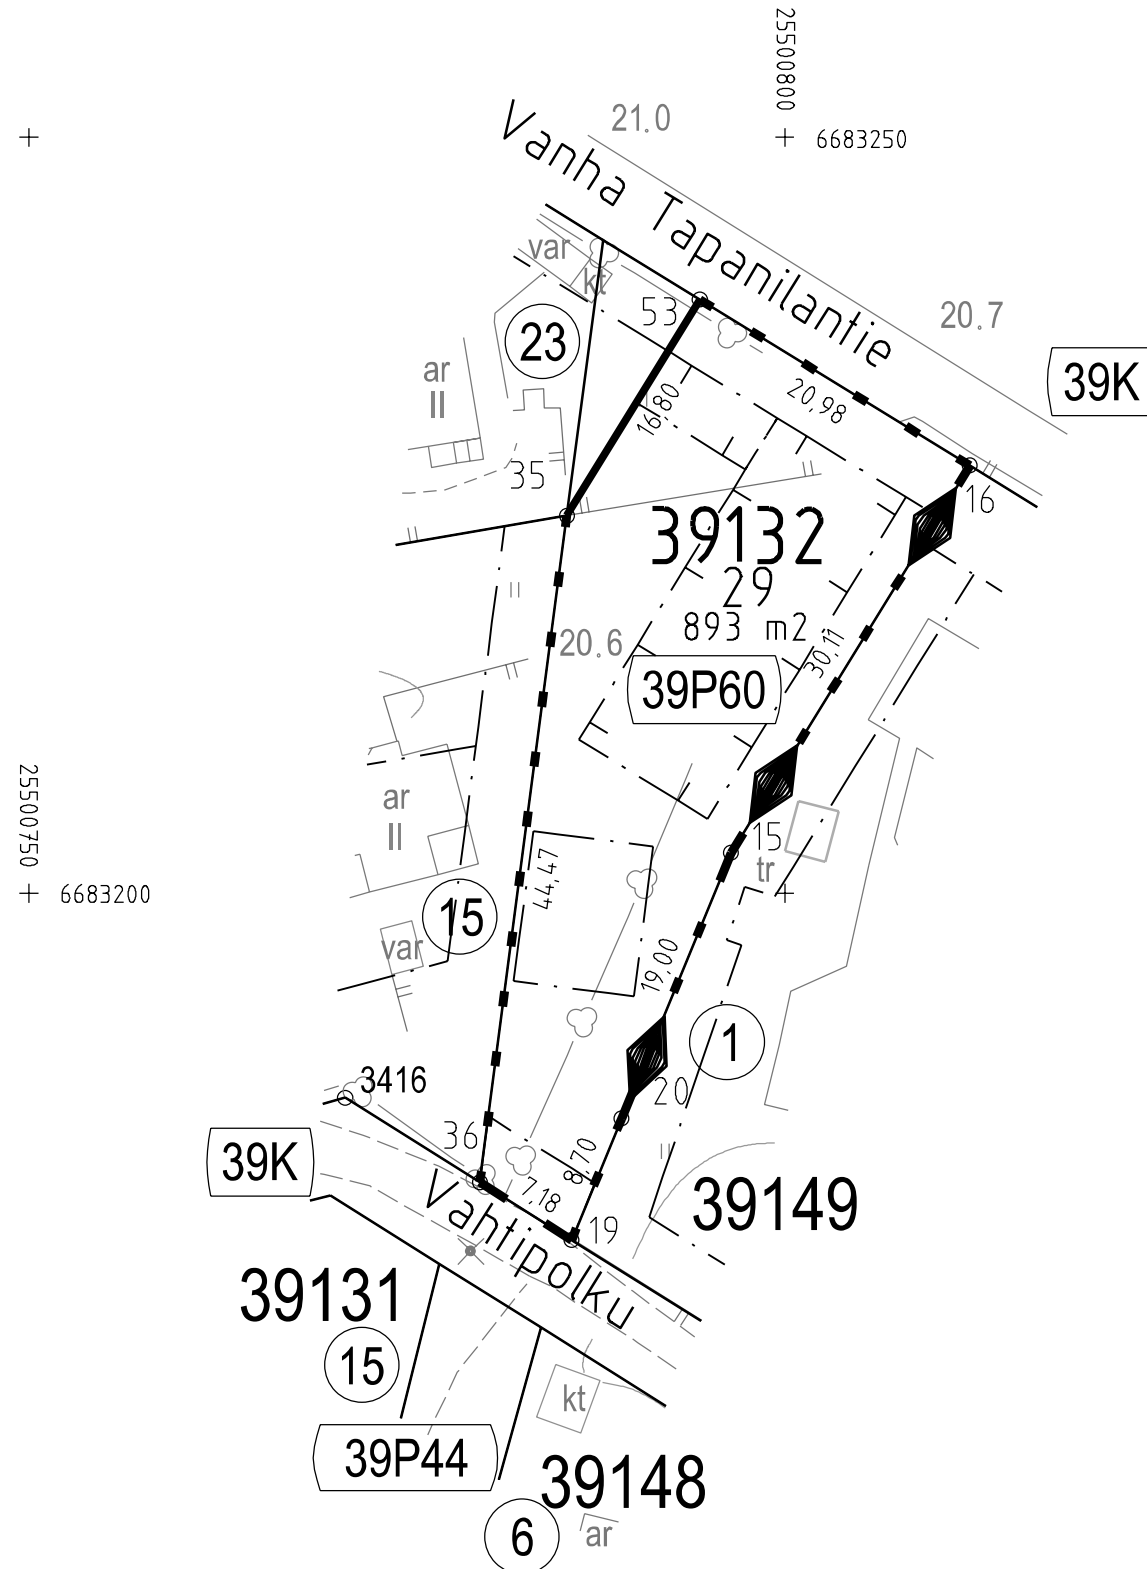 25500800
21.0
6683250
Vanha Tapanilantie
var
kt
53
20.7
23
39K
ar
II
16,80
20,98
35
16
39132
29
893 m2
20.6
30,11
39P60
25500750
ar
II
15
tr
44,47
6683200
15
var
19,00
1
3416
20
36
39K
8,70
7,18
39149
19
Vahtipolku
39131
15
kt
39P44
39148
6
ar